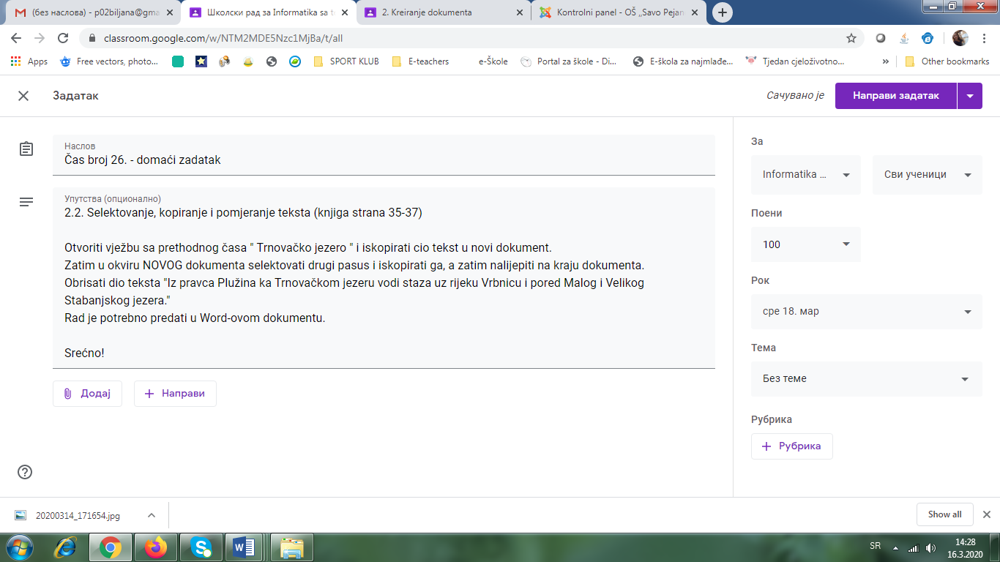 (без наслова) - p02biljana@gma
Школски рад за Informatika sa t
2. Kreiranje dokumenta
Kontrolni panel - OŠ „Savo Pejan
classroom.google.com/w/NTM2MDE5Nzc1MjBa/t/all
Apps
Free vectors, photo...
SPORT KLUB
E-teachers
e-Škole
Portal za škole - Di...
E-škola za najmlađe...
Tjedan cjeloživotno...
»
Other bookmarks
Задатак
Сачувано је
Направи задатак
Наслов
Čas broj 26. - domaći zadatak
Упутства (опционално)
2.2. Selektovanje, kopiranje i pomjeranje teksta (knjiga strana 35-37)
Otvoriti vježbu sa prethodnog časa " Trnovačko jezero " i iskopirati cio tekst u novi dokument.
Zatim u okviru NOVOG dokumenta selektovati drugi pasus i iskopirati ga, a zatim nalijepiti na kraju dokumenta.
Obrisati dio teksta "Iz pravca Plužina ka Trnovačkom jezeru vodi staza uz rijeku Vrbnicu i pored Malog i Velikog
Stabanjskog jezera."
Rad je potrebno predati u Word-ovom dokumentu.
Srećno!
Додај
Направи
За
Informatika ...
Сви ученици
Поени
100
Рок
сре 18. мар
Тема
Без теме
Рубрика
Рубрика
20200314_171654.jpg
Show all
SR
14:28
16.3.2020